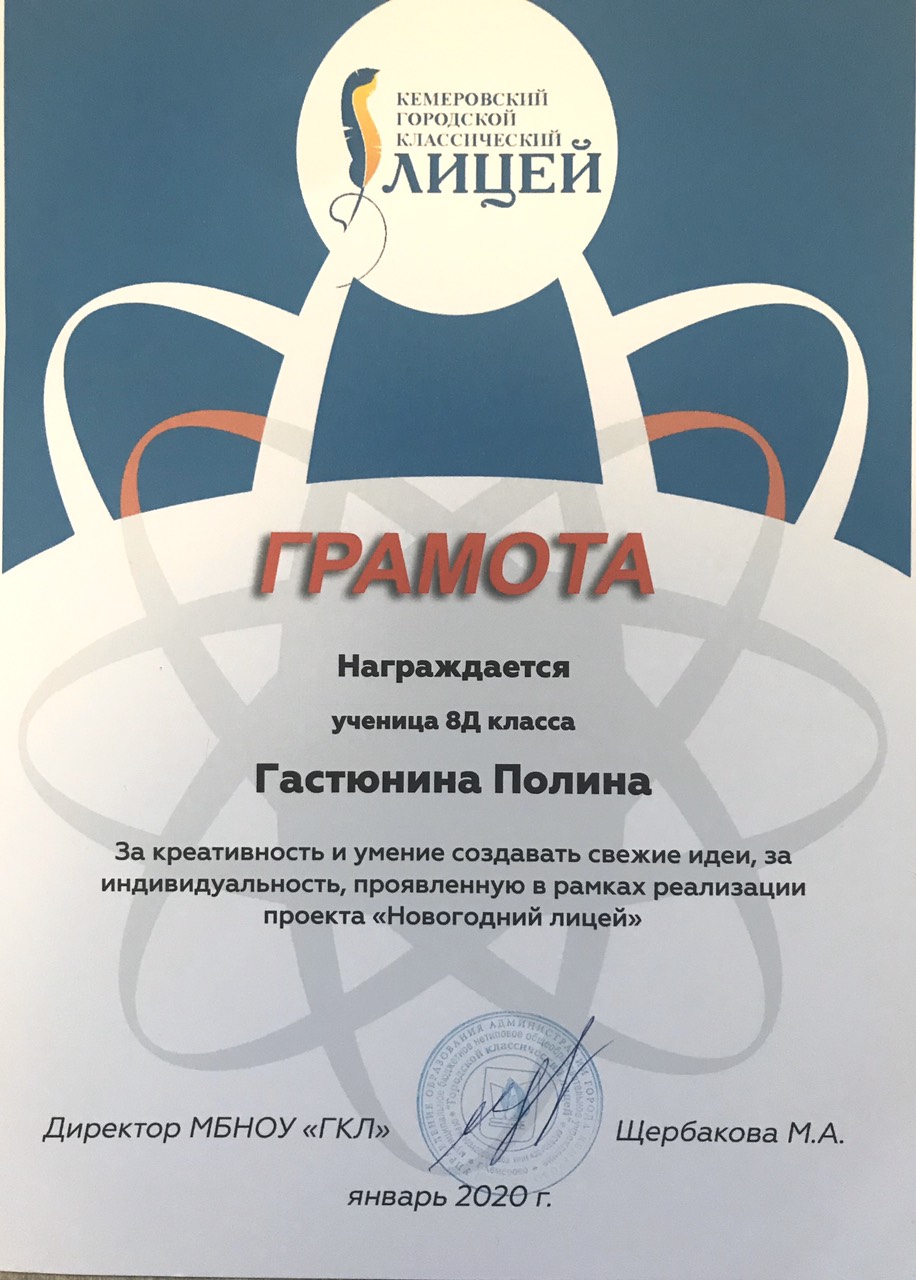 КЕМЕРОВСКИЙ
ГОРОДСКОЙ
КЛАССИЧЕСКИЙ
ЛИЦЕЙ
ГРАМОТА
Награждается
ученица 8Д класса
Гастюнина Полина
За креативность и умение создавать свежие идеи, за
индивидуальность, проявленную в рамках реализации
проекта «Новогодний лицей»
Директор МБНОУ «ГКЛ»
Щербакова М.А.
январь 2020 г.